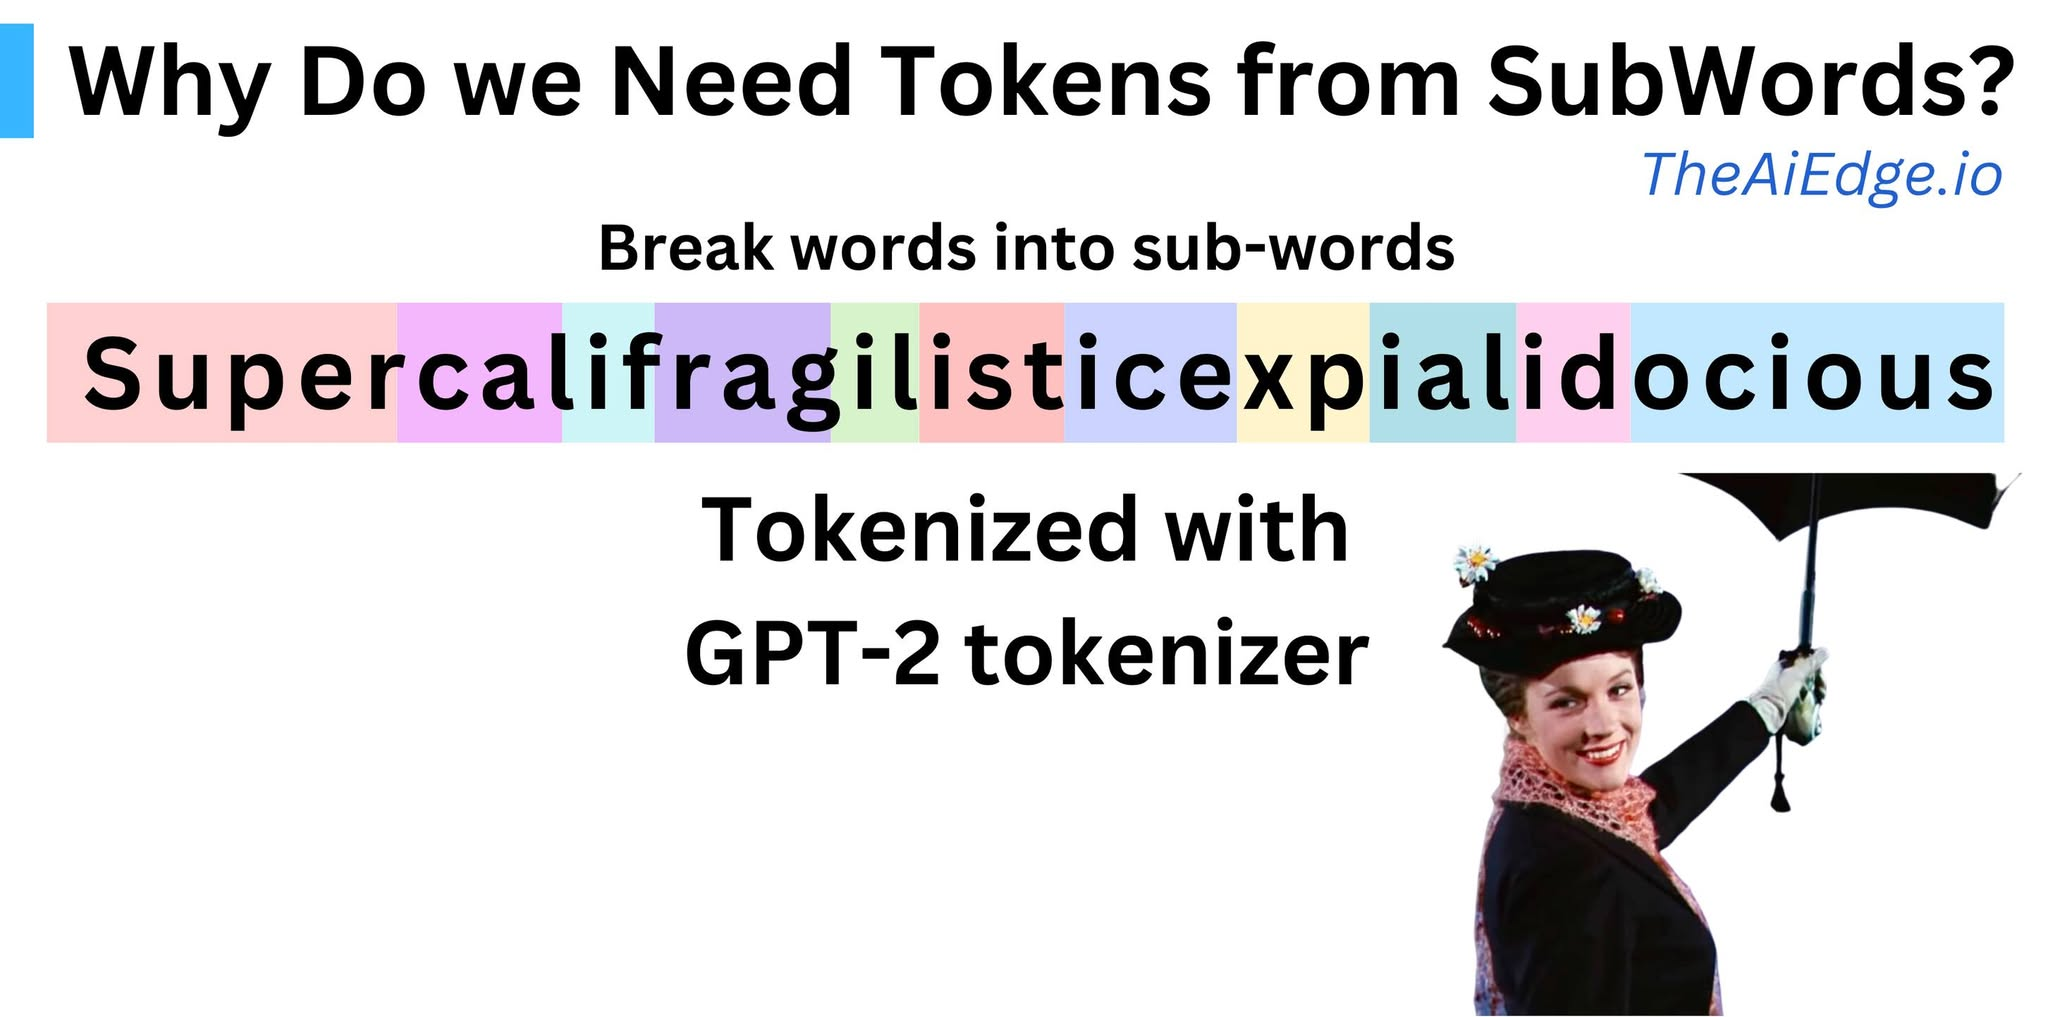 Why Do we Need Tokens from SubWords?
TheAiEdge.io
Break words into sub-words
Supercalifragilisticexpialidocious
Tokenized with
GPT-2 tokenizer